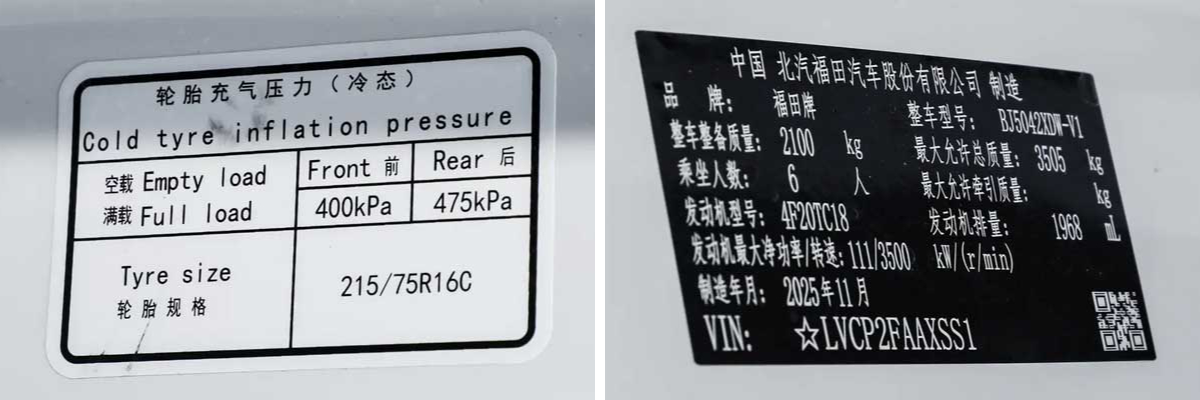 轮胎充气压力（冷态）
Cold tyre inflation pressure
空载 Empty load
满载 Full load
Front 前 Rear 后
400kPa 475kPa
Tyre size
轮胎规格
215/75R16C
中国 北汽福田汽车股份有限公司 制造
品 牌： 福田牌 整车型号： BJ5042XDW-V1
整车整备质量： 2100 kg 最大允许总质量： 3505 kg
乘坐人数： 6 人 最大允许牵引质量： kg
发动机型号： 4F20TC18 发动机排量： 1968 mL
发动机最大净功率/转速： 111/3500 kW/(r/min)
制造年月： 2025年11月
VIN: ☆LVCP2FAAXSS1